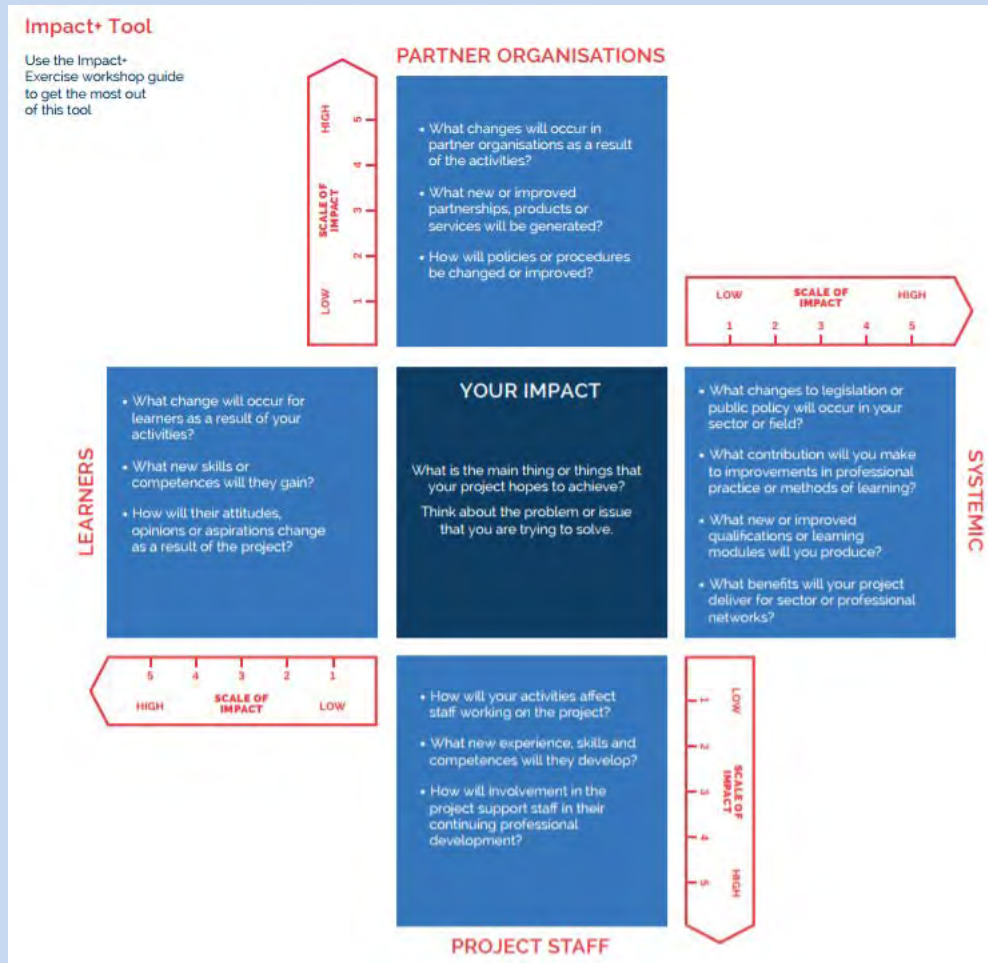 Impact+ Tool
Use the Impact+
Exercise workshop guide
to get the most out
of this tool
PARTNER ORGANISATIONS
HIGH
SCALE OF
IMPACT
LOW
5
4
3
2
1
• What changes will occur in
partner organisations as a result
of the activities?
• What new or improved
partnerships, products or
services will be generated?
• How will policies or procedures
be changed or improved?
LOW
SCALE OF
IMPACT
HIGH
1 2 3 4 5
LEARNERS
• What change will occur for
learners as a result of your
activities?
• What new skills or
competences will they gain?
• How will their attitudes,
opinions or aspirations change
as a result of the project?
YOUR IMPACT
What is the main thing or things that
your project hopes to achieve?
Think about the problem or issue
that you are trying to solve.
• What changes to legislation or
public policy will occur in your
sector or field?
• What contribution will you make
to improvements in professional
practice or methods of learning?
• What new or improved
qualifications or learning
modules will you produce?
• What benefits will your project
deliver for sector or professional
networks?
SYSTEMIC
5 4 3 2 1
HIGH
SCALE OF
IMPACT
LOW
• How will your activities affect
staff working on the project?
• What new experience, skills and
competences will they develop?
• How will involvement in the
project support staff in their
continuing professional
development?
1
2
3
4
5
LOW
SCALE OF
IMPACT
HIGH
PROJECT STAFF